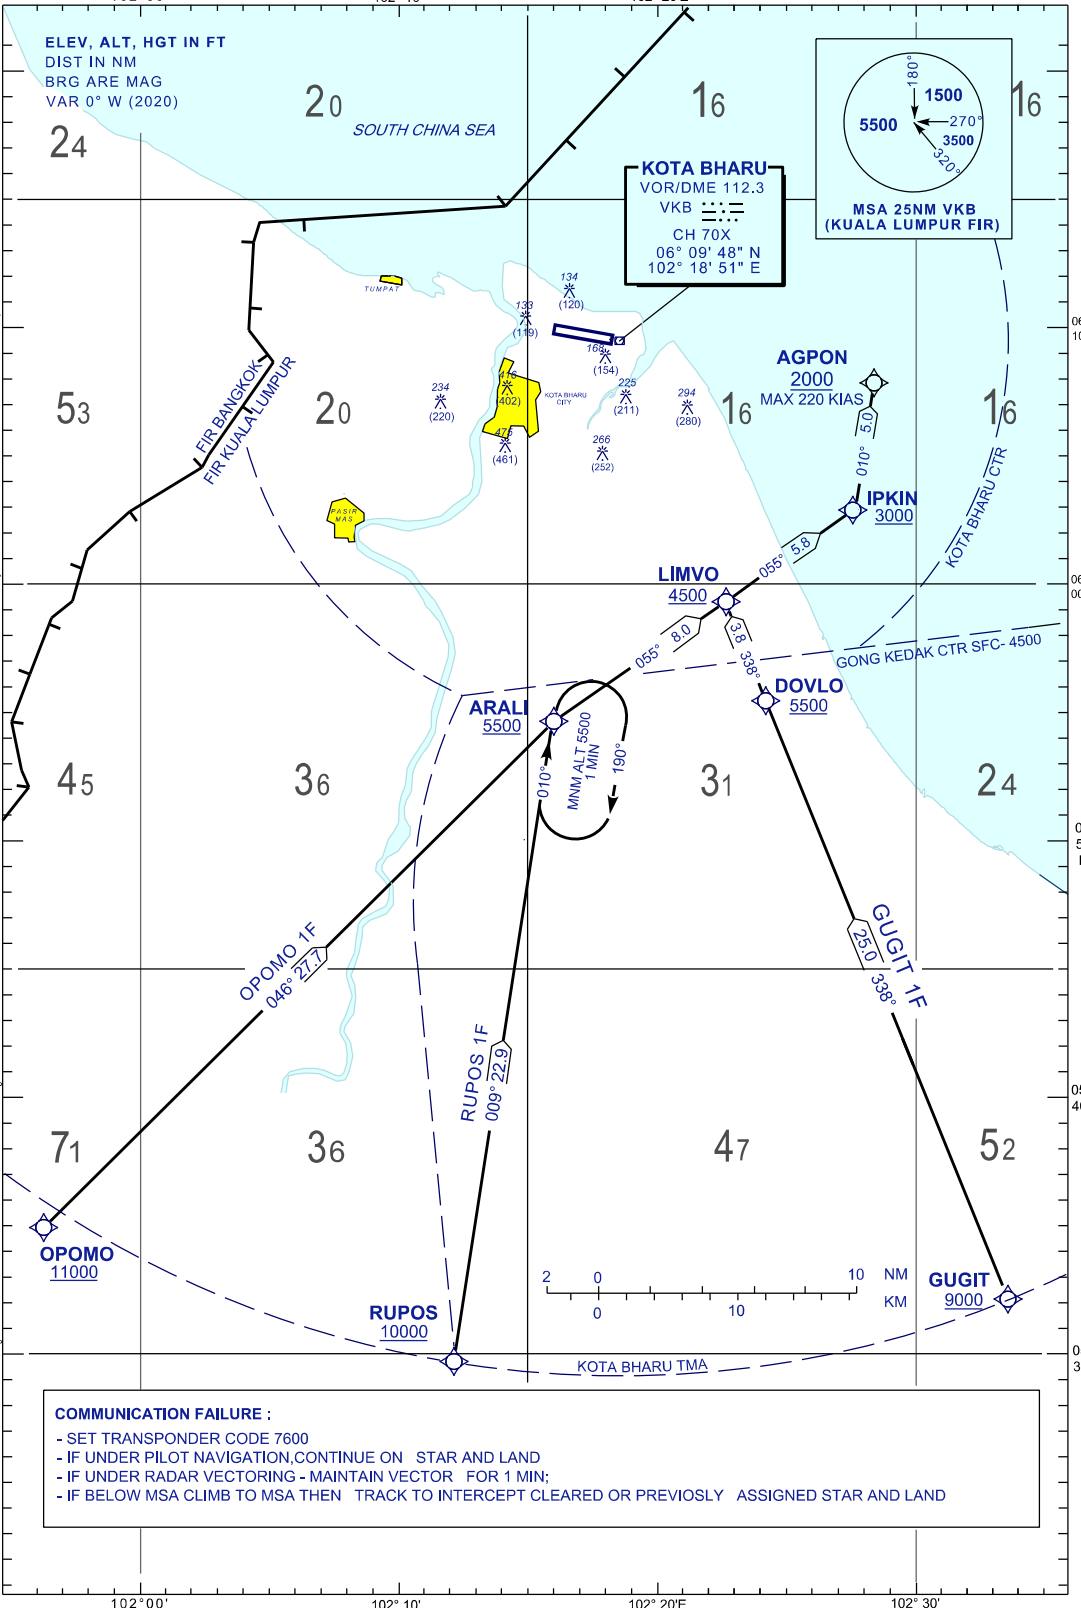 ELEV, ALT, HGT IN FT
DIST IN NM
BRG ARE MAG
VAR 0° W (2020)
24
20
16
16
SOUTH CHINA SEA
180°
1500
5500
270°
3500
320°
MSA 25NM VKB
(KUALA LUMPUR FIR)
KOTA BHARU
VOR/DME 112.3
VKB
CH 70X
06° 09' 48" N
102° 18' 51" E
TUMPAT
134
(120)
133
(119)
168
(154)
416
(402)
KOTA BHARU
CITY
234
(220)
225
(211)
294
(280)
475
(461)
266
(252)
FIR BANGKOK
FIR KUALA LUMPUR
53
20
16
16
AGPON
2000
MAX 220 KIAS
5.0
010°
IPKIN
3000
KOTA BHARU CTR
PASIR
MAS
055°
5.8
LIMVO
4500
055°
8.0
3.8
338°
GONG KEDAK CTR SFC- 4500
DOVLO
5500
ARALI
5500
MNM ALT 5500
1 MIN
010°
190°
45
36
31
24
OPOMO 1F
046° 27.7
GUGIT 1F
25.0
338°
RUPOS 1F
009° 22.9
71
36
47
52
OPOMO
11000
RUPOS
10000
GUGIT
9000
2
0
10
NM
0
10
KM
KOTA BHARU TMA
COMMUNICATION FAILURE :
- SET TRANSPONDER CODE 7600
- IF UNDER PILOT NAVIGATION,CONTINUE ON STAR AND LAND
- IF UNDER RADAR VECTORING - MAINTAIN VECTOR FOR 1 MIN;
- IF BELOW MSA CLIMB TO MSA THEN TRACK TO INTERCEPT CLEARED OR PREVIOSLY ASSIGNED STAR AND LAND
102°00'
102° 10'
102° 20'E
102° 30'